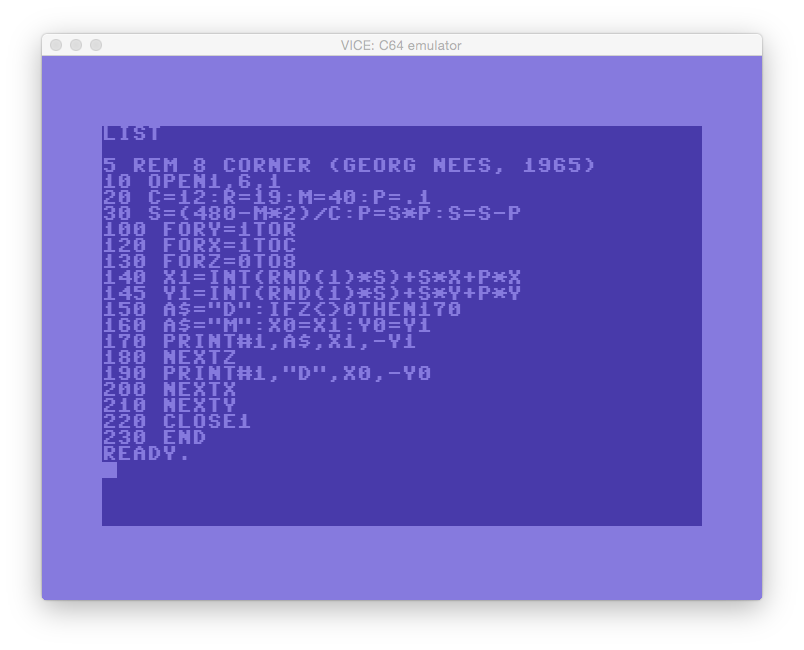 VICE: C64 emulator
LIST
5 REM 8 CORNER (GEORG NEES, 1965)
10 OPEN1,6,1
20 C=12:R=19:M=40:P=.1
30 S=(480-M*2)/C:P=S*P:S=S-P
100 FORY=1TOR
120 FORX=1TOC
130 FORZ=0TO8
140 X1=INT(RND(1)*S)+S*X+P*X
145 Y1=INT(RND(1)*S)+S*Y+P*Y
150 A$="D":IFZ<>0THEN170
160 A$="M":X0=X1:Y0=Y1
170 PRINT#1,A$,X1,-Y1
180 NEXTZ
190 PRINT#1,"D",X0,-Y0
200 NEXTX
210 NEXTY
220 CLOSE1
230 END
READY.